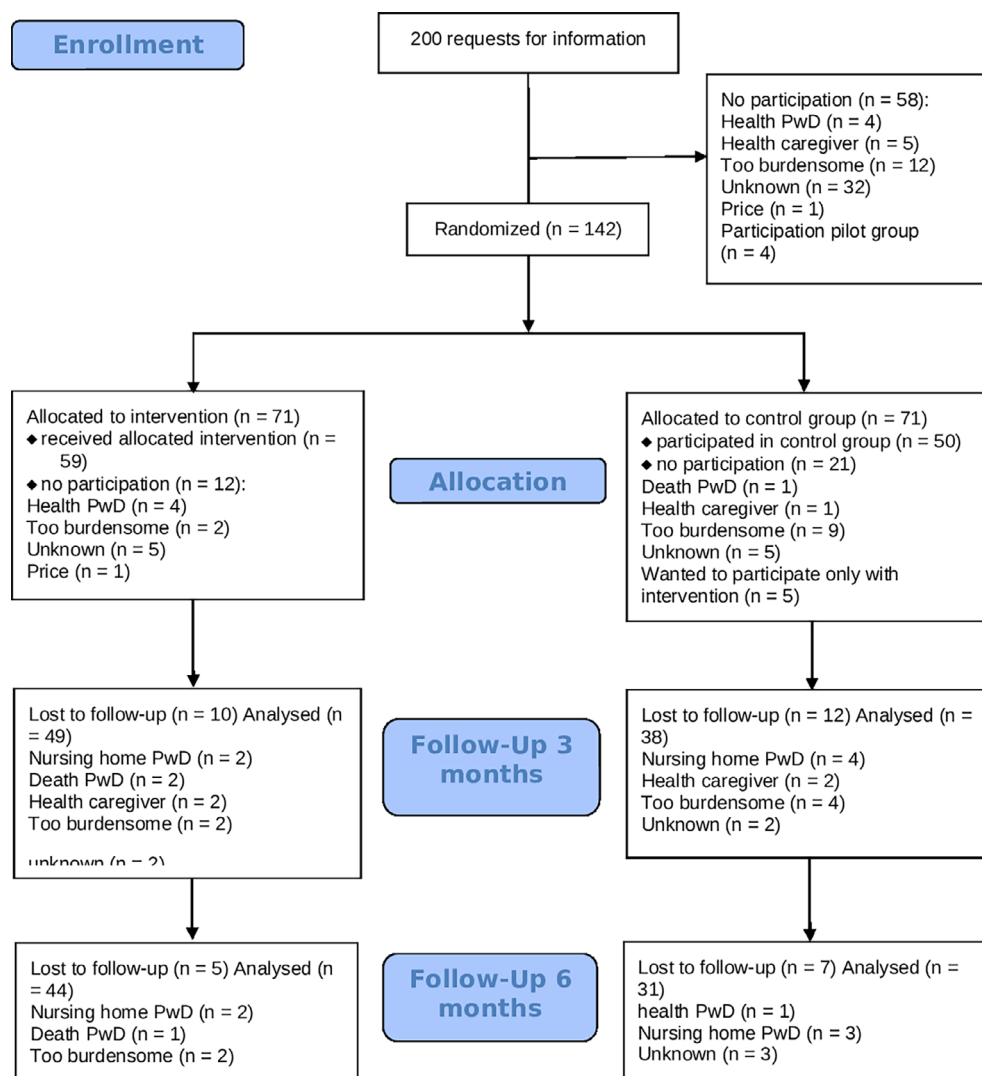 Enrollment
200 requests for information
No participation (n = 58):
Health PwD (n = 4)
Health caregiver (n = 5)
Too burdensome (n = 12)
Unknown (n = 32)
Price (n = 1)
Participation pilot group
(n = 4)
Randomized (n = 142)
Allocated to intervention (n = 71)
◆ received allocated intervention (n =
59)
◆ no participation (n = 12):
Health PwD (n = 4)
Too burdensome (n = 2)
Unknown (n = 5)
Price (n = 1)
Allocation
Allocated to control group (n = 71)
◆ participated in control group (n = 50)
◆ no participation (n = 21)
Death PwD (n = 1)
Health caregiver (n = 1)
Too burdensome (n = 9)
Unknown (n = 5)
Wanted to participate only with
intervention (n = 5)
Lost to follow-up (n = 10) Analysed (n
= 49)
Nursing home PwD (n = 2)
Death PwD (n = 2)
Health caregiver (n = 2)
Too burdensome (n = 2)
unknown (n = 2)
Follow-Up 3
months
Lost to follow-up (n = 12) Analysed (n =
38)
Nursing home PwD (n = 4)
Health caregiver (n = 2)
Too burdensome (n = 4)
Unknown (n = 2)
Lost to follow-up (n = 5) Analysed (n
= 44)
Nursing home PwD (n = 2)
Death PwD (n = 1)
Too burdensome (n = 2)
Follow-Up 6
months
Lost to follow-up (n = 7) Analysed (n =
31)
health PwD (n = 1)
Nursing home PwD (n = 3)
Unknown (n = 3)